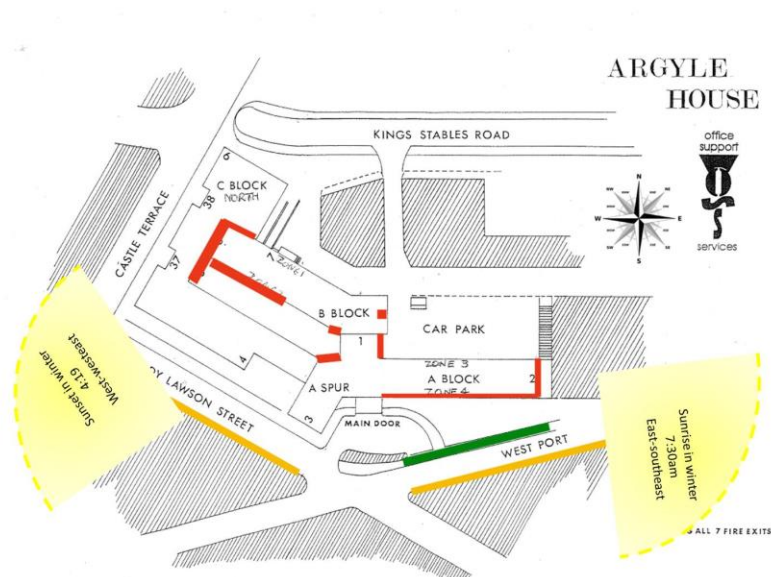 ARGYLE
HOUSE
office
support
services
N
W
E
S
KINGS STABLES ROAD
CASTLE TERRACE
6
C BLOCK
NORTH
38
37
7
ZONE 1
B BLOCK
1
CAR PARK
ZONE 3
A BLOCK
2
ZONE 4
4
A SPUR
3
MAIN DOOR
DY LAWSON STREET
WEST PORT
Sunset in winter
4:19
West-westeast
Sunrise in winter
7:30am
East-southeast
ALL 7 FIRE EXITS